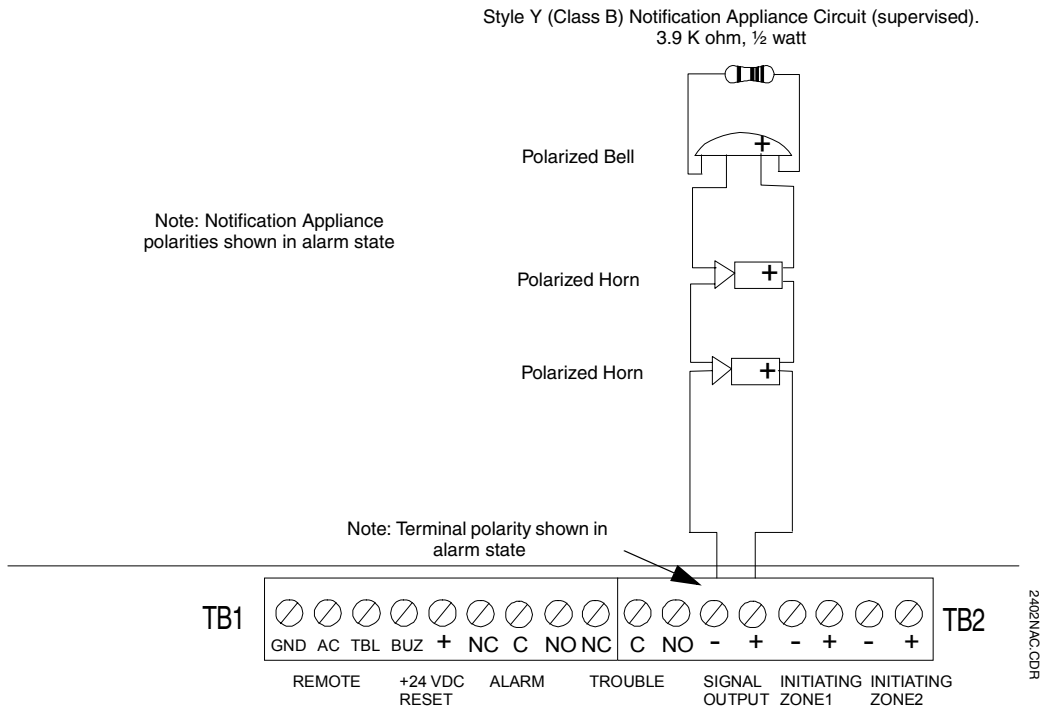 Style Y (Class B) Notification Appliance Circuit (supervised).
3.9 K ohm, ½ watt
+
Polarized Bell
Note: Notification Appliance
polarities shown in alarm state
Polarized Horn
+
Polarized Horn
+
Note: Terminal polarity shown in
alarm state
TB1
TB2
GND AC TBL BUZ + NC C NO NC C NO - + - + - +
REMOTE +24 VDC ALARM TROUBLE SIGNAL INITIATING INITIATING
RESET OUTPUT ZONE1 ZONE2
2402NAC.CDR